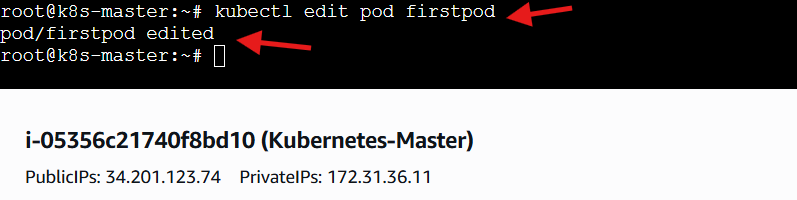 root@k8s-master:~# kubectl edit pod firstpod
pod/firstpod edited
root@k8s-master:~#
i-05356c21740f8bd10 (Kubernetes-Master)
PublicIPs: 34.201.123.74 PrivateIPs: 172.31.36.11